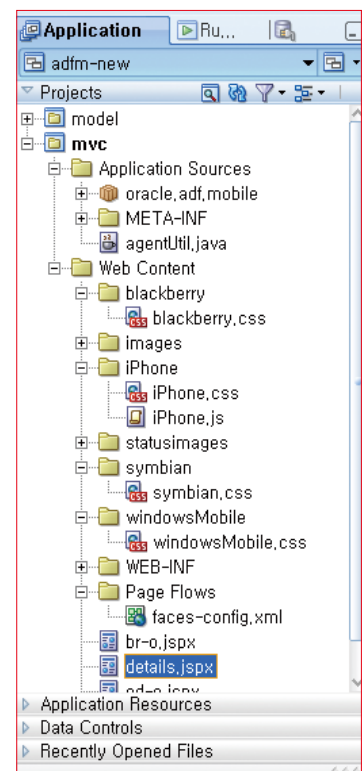 Application
Ru...
adfm-new
Projects
model
mvc
Application Sources
oracle,adf,mobile
META-INF
agentUtil,java
Web Content
blackberry
blackberry,css
images
iPhone
iPhone,css
iPhone,js
statusimages
symbian
symbian,css
windowsMobile
windowsMobile,css
WEB-INF
Page Flows
faces-config,xml
br-o,jspx
details,jspx
Application Resources
Data Controls
Recently Opened Files